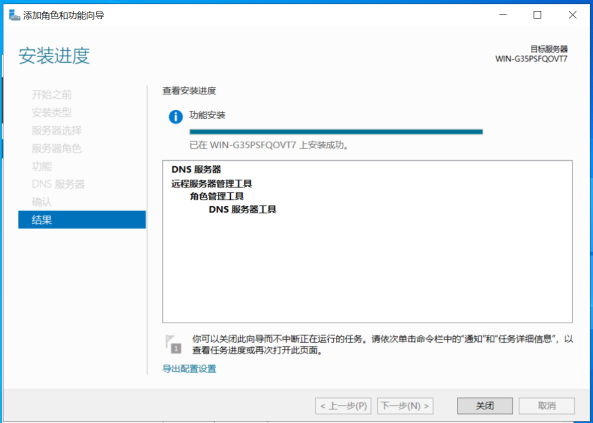 添加角色和功能向导
安装进度
目标服务器
WIN-G35PSFQOVT7
开始之前
安装类型
服务器选择
服务器角色
功能
DNS 服务器
确认
结果
查看安装进度
功能安装
已在 WIN-G35PSFQOVT7 上安装成功。
DNS 服务器
远程服务器管理工具
角色管理工具
DNS 服务器工具
1
你可以关闭此向导而不中断正在运行的任务。请依次单击命令栏中的"通知"和"任务详细信息"，以
查看任务进度或再次打开此页面。
导出配置设置
< 上一步(P) 下一步(N) > 关闭 取消